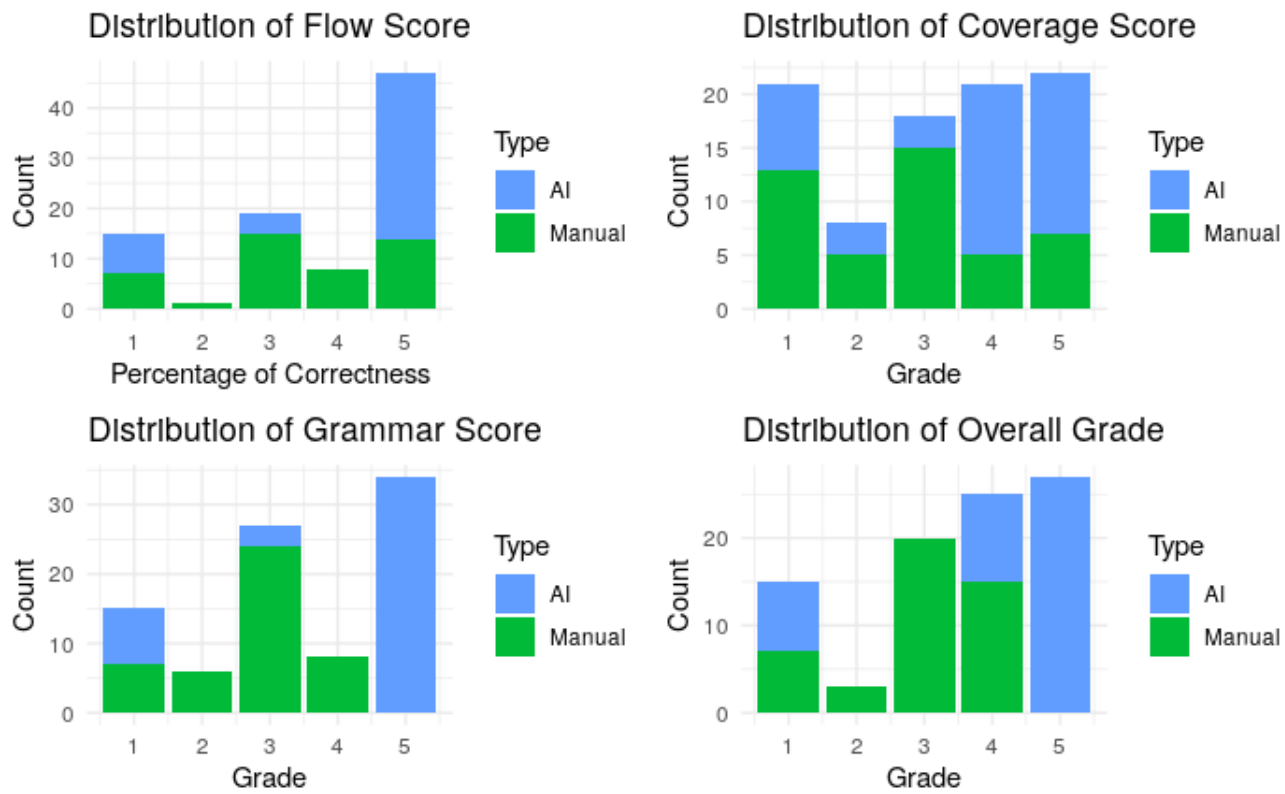 Distribution of Flow Score
Count
40
30
20
10
0
1 2 3 4 5
Percentage of Correctness
Type
AI
Manual
Distribution of Coverage Score
Count
20
15
10
5
0
1 2 3 4 5
Grade
Type
AI
Manual
Distribution of Grammar Score
Count
30
20
10
0
1 2 3 4 5
Grade
Type
AI
Manual
Distribution of Overall Grade
Count
20
10
0
1 2 3 4 5
Grade
Type
AI
Manual